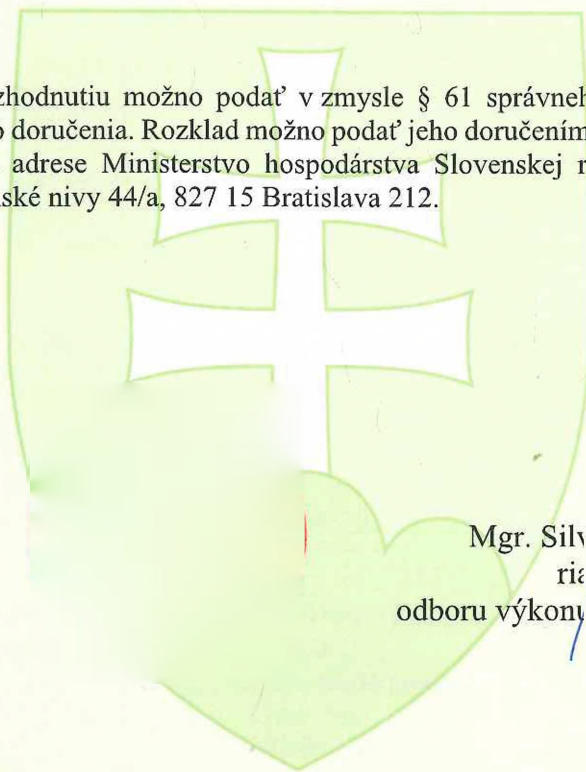 zhodnutiu možno podať v zmysle § 61 správneh
doručenia. Rozklad možno podať jeho doručením
adrese Ministerstvo hospodárstva Slovenskej r
ské nivy 44/a, 827 15 Bratislava 212.
Mgr. Silv
ria
odboru výkonu